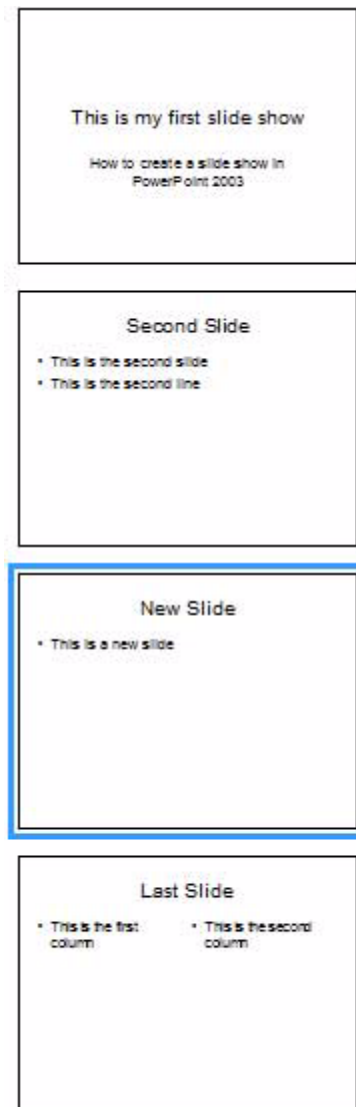 This is my first slide show
How to create a slide show in
PowerPoint 2003
Second Slide
• This is the second slide
• This is the second line
New Slide
• This is a new slide
Last Slide
• This is the first
column
• This is the second
column